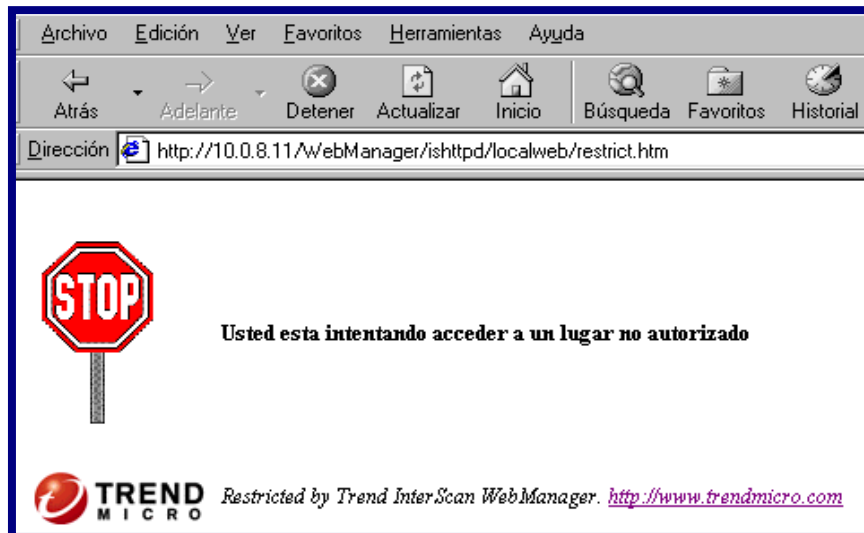 Archivo Edición Ver Favoritos Herramientas Ayuda
Atrás Adelante Detener Actualizar Inicio Búsqueda Favoritos Historial
Dirección http://10.0.8.11/WebManager/ishttpd/localweb/restrict.htm
STOP
Usted esta intentando acceder a un lugar no autorizado
TREND
MICRO
Restricted by Trend InterScan WebManager. http://www.trendmicro.com